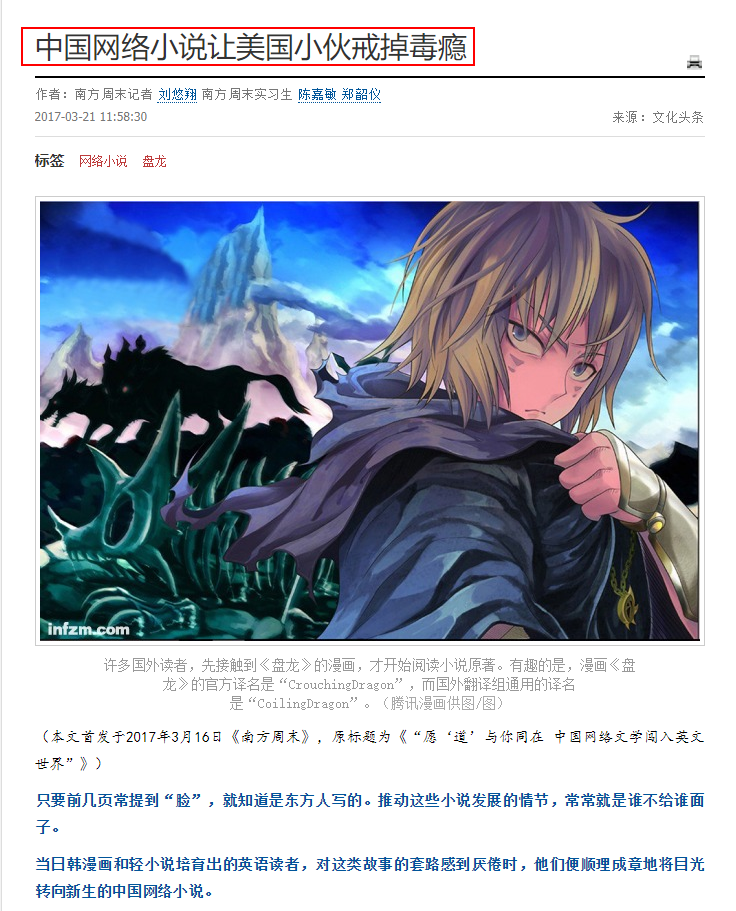 中国网络小说让美国小伙戒掉毒瘾
作者：南方周末记者 刘悠翔 南方周末实习生 陈嘉敏 郑韶仪
2017-03-21 11:58:30
来源：文化头条
标签 网络小说 盘龙
infzm.com
许多国外读者，先接触到《盘龙》的漫画，才开始阅读小说原著。有趣的是，漫画《盘
龙》的官方译名是“CrouchingDragon”，而国外翻译组通用的译名
是“CoilingDragon”。（腾讯漫画供图/图）
（本文首发于2017年3月16日《南方周末》，原标题为《“愿‘道’与你同在 中国网络文学闯入英文
世界”》）
只要前几页常提到“脸”，就知道是东方人写的。推动这些小说发展的情节，常常就是谁不给谁面
子。
当日韩漫画和轻小说培育出的英语读者，对这类故事的套路感到厌倦时，他们便顺理成章地将目光
转向新生的中国网络小说。